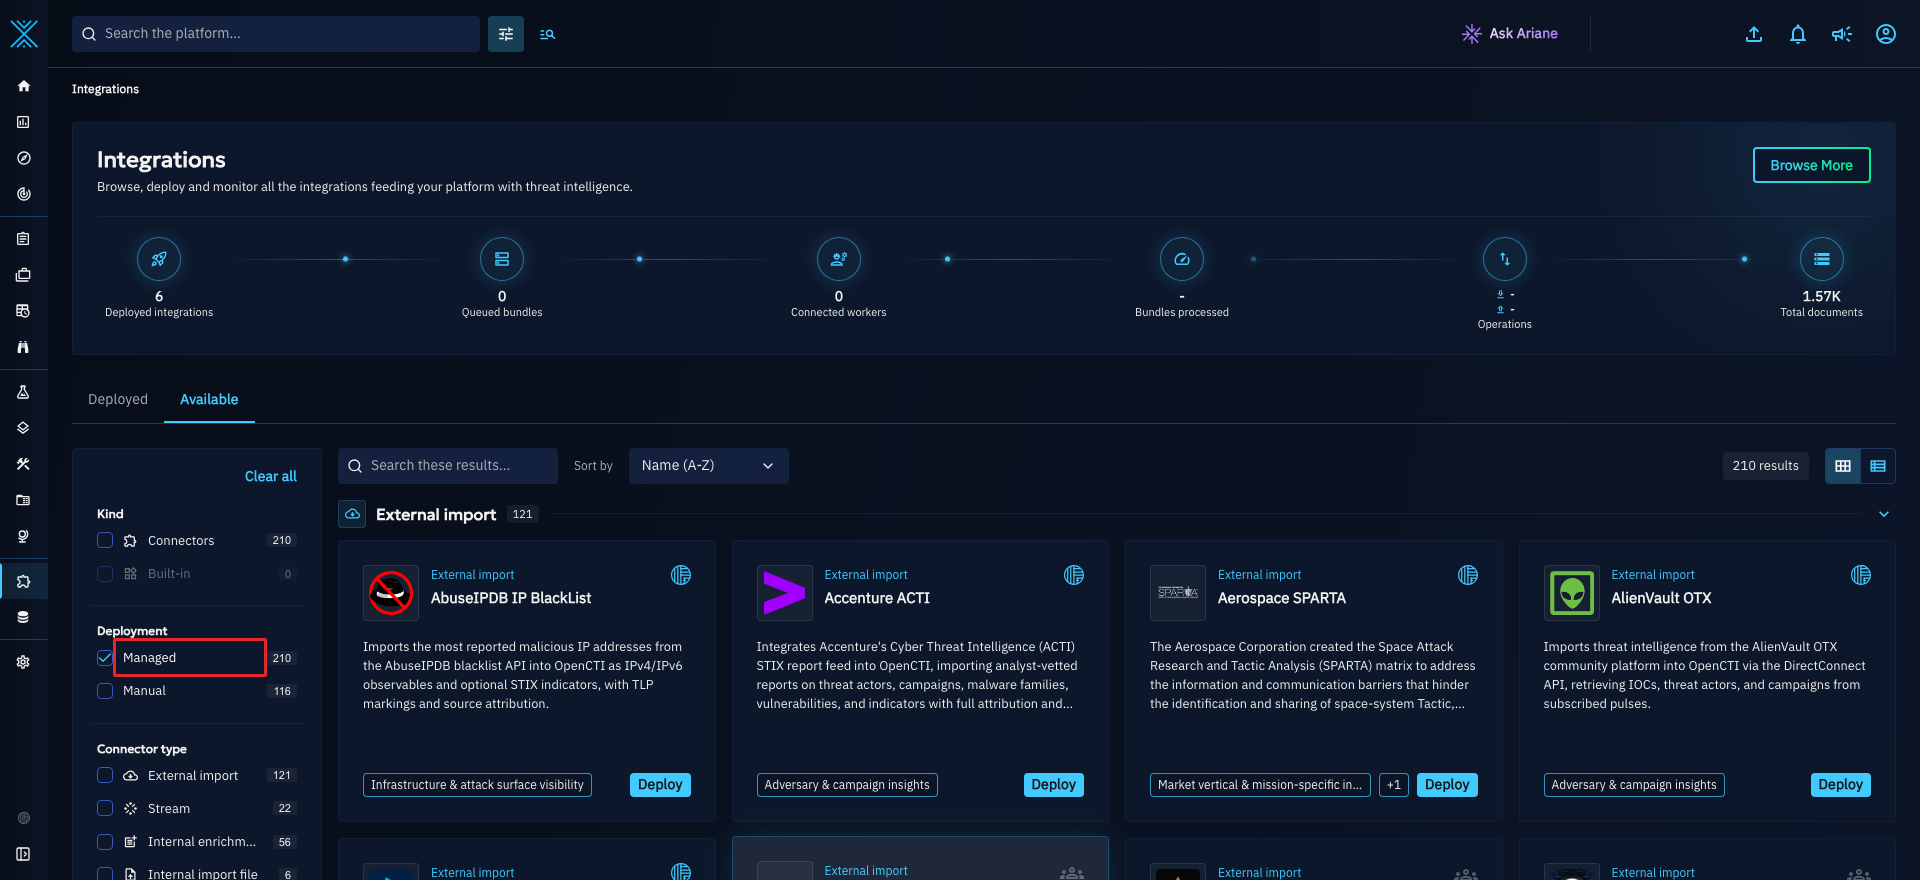 Search the platform...
Ask Ariane
Integrations
Integrations
Browse, deploy and monitor all the integrations feeding your platform with threat intelligence.
Browse More
6
Deployed integrations
0
Queued bundles
0
Connected workers
-
Bundles processed
-
-
Operations
1.57K
Total documents
Deployed
Available
Clear all
Kind
Connectors 210
Built-in 0
Deployment
Managed 210
Manual 116
Connector type
External import 121
Stream 22
Internal enrichm... 56
Internal import file 6
Search these results...
Sort by
Name (A-Z)
210 results
External import 121
External import
AbuseIPDB IP BlackList
Imports the most reported malicious IP addresses from
the AbuseIPDB blacklist API into OpenCTI as IPv4/IPv6
observables and optional STIX indicators, with TLP
markings and source attribution.
Infrastructure & attack surface visibility
Deploy
External import
Accenture ACTI
Integrates Accenture's Cyber Threat Intelligence (ACTI)
STIX report feed into OpenCTI, importing analyst-vetted
reports on threat actors, campaigns, malware families,
vulnerabilities, and indicators with full attribution and...
Adversary & campaign insights
Deploy
SPARTA
External import
Aerospace SPARTA
The Aerospace Corporation created the Space Attack
Research and Tactic Analysis (SPARTA) matrix to address
the information and communication barriers that hinder
the identification and sharing of space-system Tactic,...
Market vertical & mission-specific in...
+1
Deploy
External import
AlienVault OTX
Imports threat intelligence from the AlienVault OTX
community platform into OpenCTI via the DirectConnect
API, retrieving IOCs, threat actors, and campaigns from
subscribed pulses.
Adversary & campaign insights
Deploy
External import
External import
External import
External import